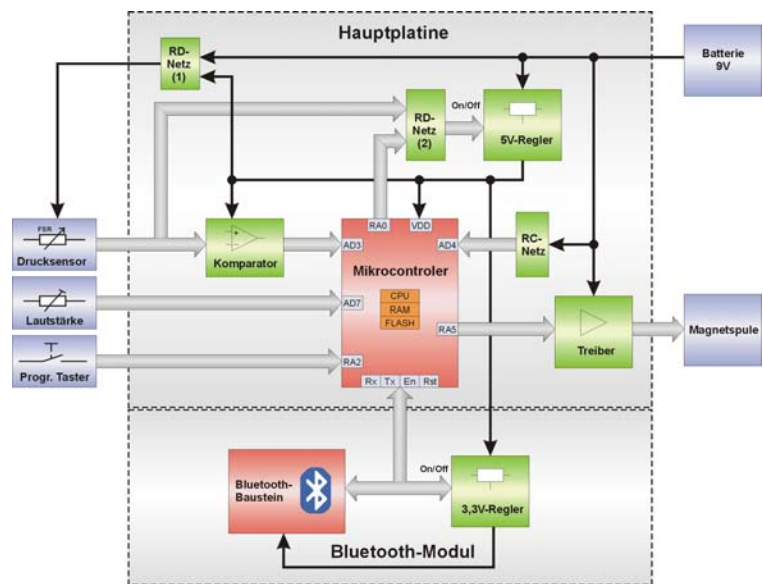 Hauptplatine
RD-
Netz
(1)
Batterie
9V
On/Off
RD-
Netz
(2)
5V-Regler
RA0
VDD
FSR
Drucksensor
+
-
Komparator
AD3
AD4
RC-
Netz
Mikrocontroler
CPU
RAM
FLASH
Lautstärke
AD7
RA5
Treiber
Magnetspule
Progr. Taster
RA2
Rx
Tx
En
Rst
Bluetooth-
Baustein
On/Off
3,3V-Regler
Bluetooth-Modul